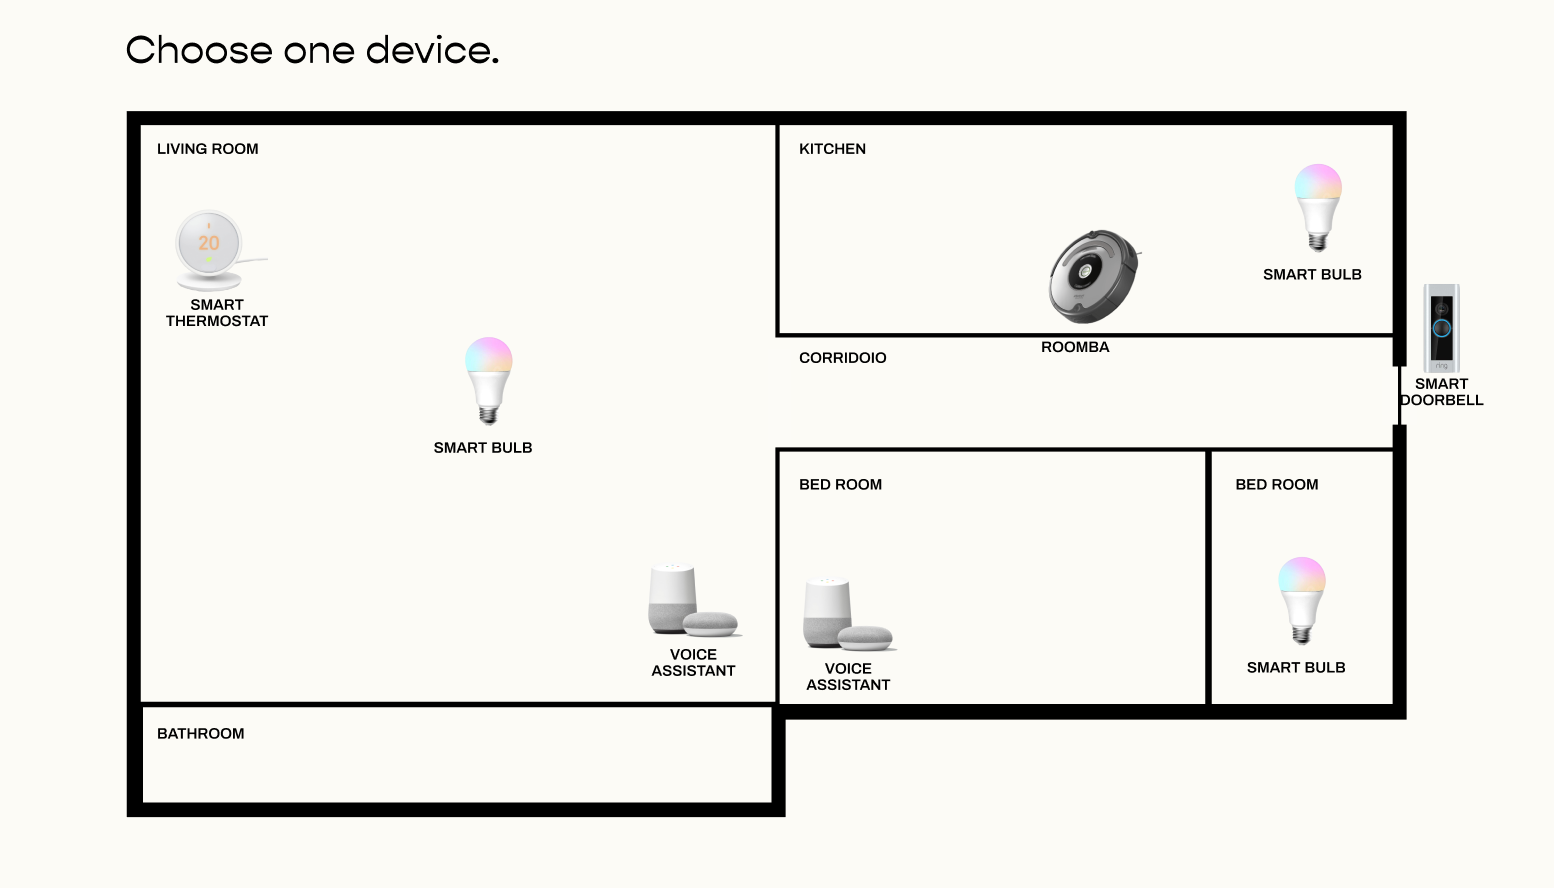 Choose one device.
LIVING ROOM
KITCHEN
20
SMART
THERMOSTAT
SMART BULB
ROOMBA
CORRIDOIO
ring
SMART
DOORBELL
SMART BULB
BED ROOM
BED ROOM
VOICE
ASSISTANT
VOICE
ASSISTANT
SMART BULB
BATHROOM